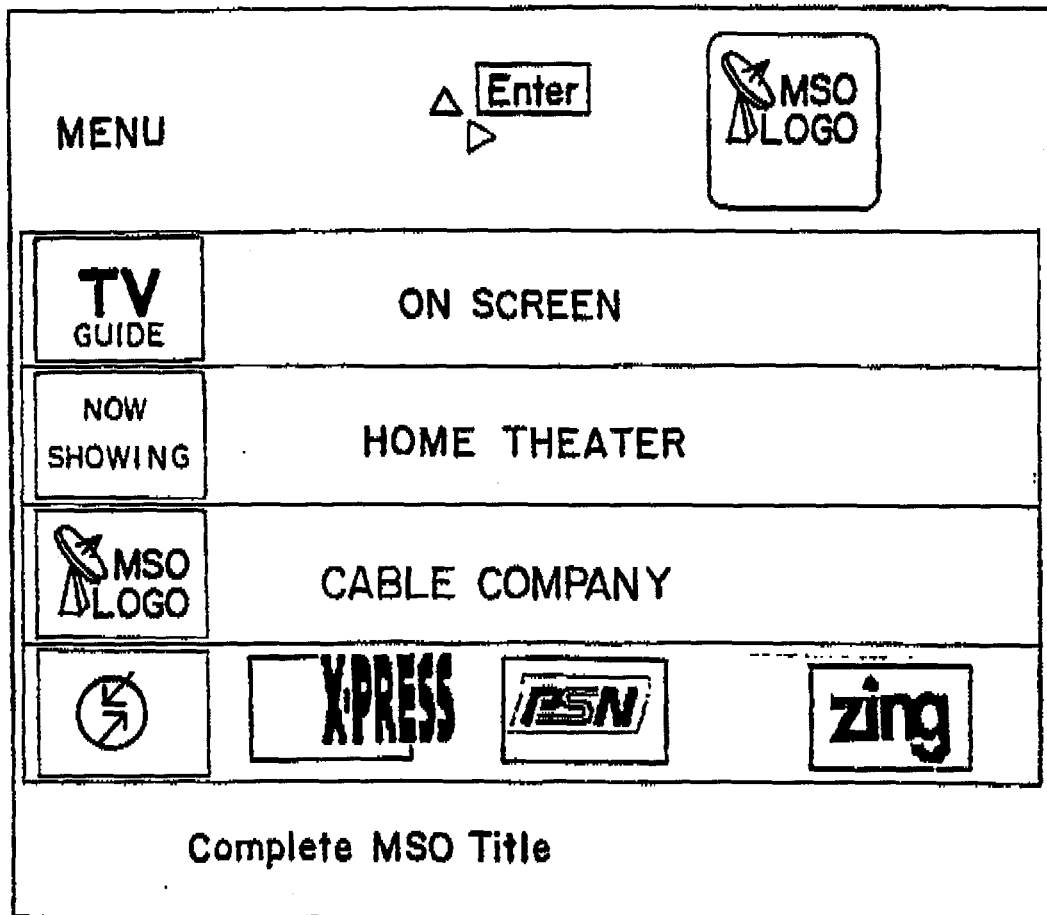 MENU
Enter
MSO
LOGO
TV
GUIDE
ON SCREEN
NOW
SHOWING
HOME THEATER
MSO
LOGO
CABLE COMPANY
X•PRESS
PSN
zing
Complete MSO Title